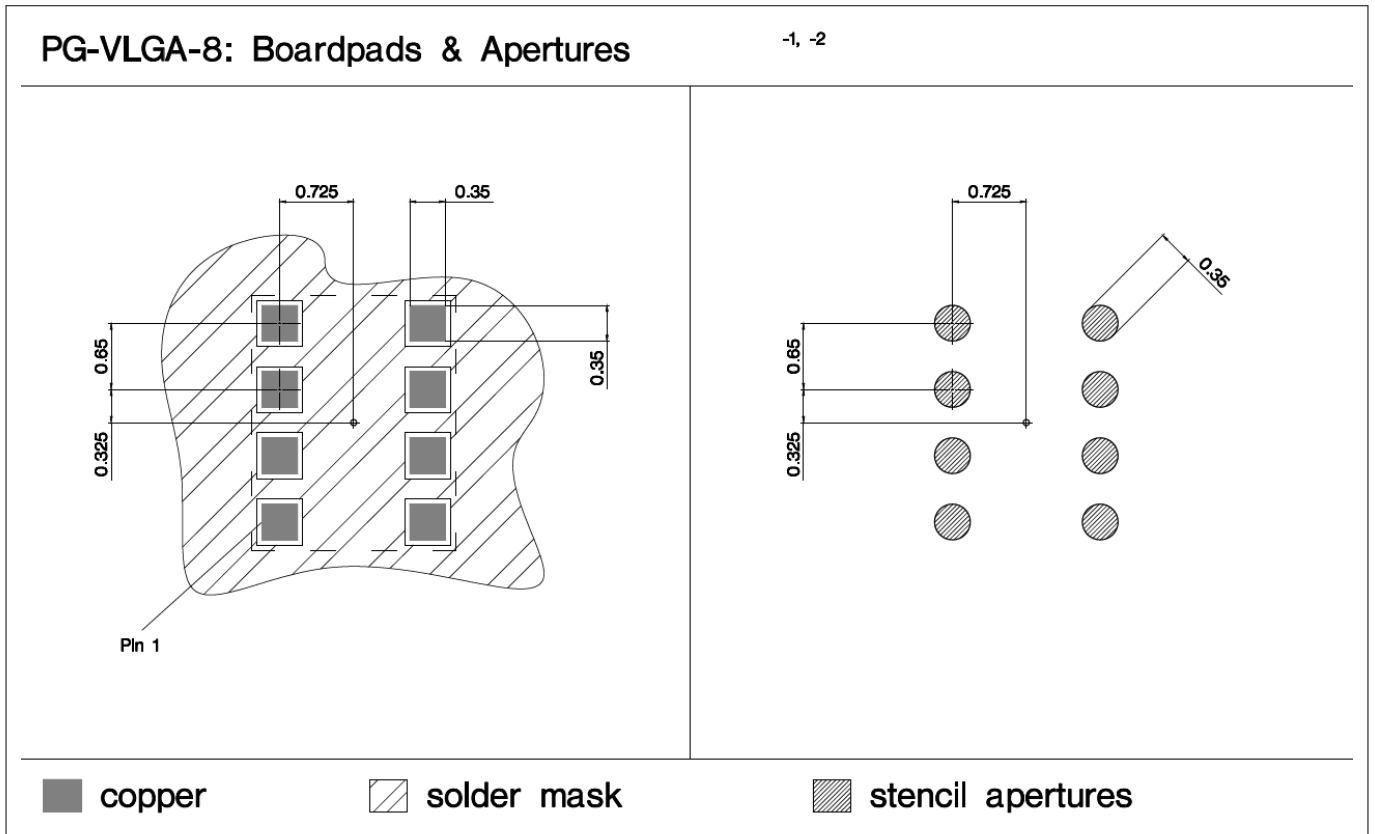 PG-VLGA-8: Boardpads & Apertures
-1, -2
0.725
0.35
0.65
0.325
0.35
Pin 1
0.725
0.35
0.65
0.325
copper
solder mask
stencil apertures